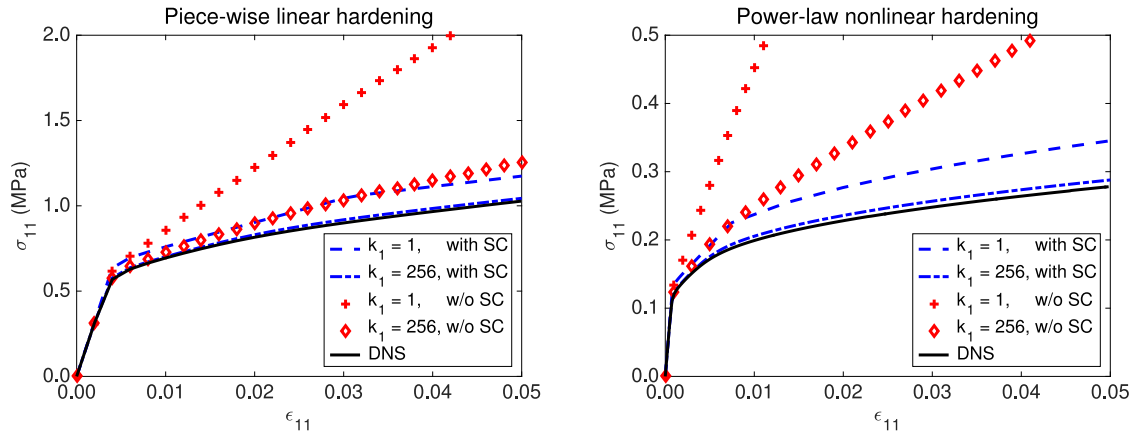 Piece-wise linear hardening
2.0
1.5
1.0
0.5
0.0
σ11 (MPa)
0.00 0.01 0.02 0.03 0.04 0.05
ϵ11
k1 = 1, with SC
k1 = 256, with SC
k1 = 1, w/o SC
k1 = 256, w/o SC
DNS
Power-law nonlinear hardening
0.5
0.4
0.3
0.2
0.1
0.0
σ11 (MPa)
0.00 0.01 0.02 0.03 0.04 0.05
ϵ11
k1 = 1, with SC
k1 = 256, with SC
k1 = 1, w/o SC
k1 = 256, w/o SC
DNS